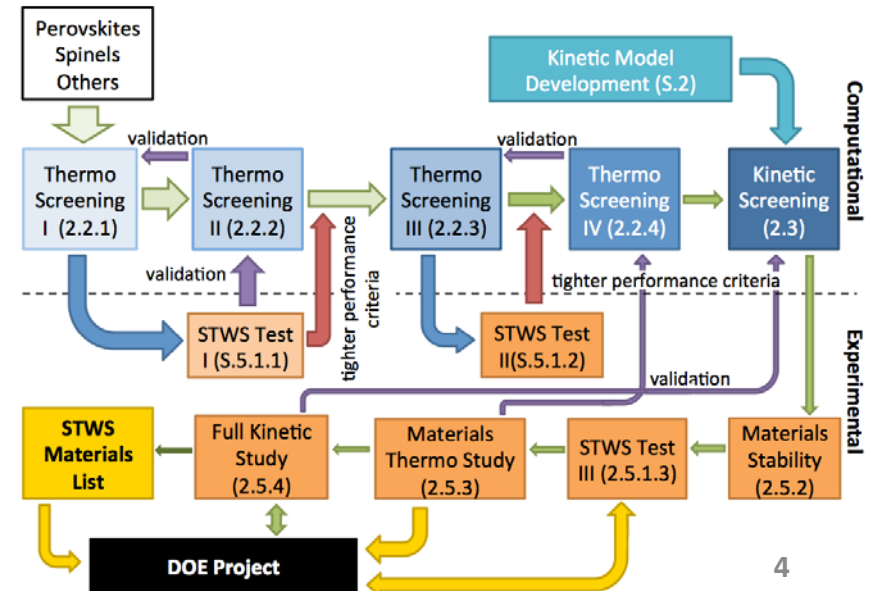 Perovskites
Spinels
Others
Kinetic Model
Development (S.2)
Computational
validation
validation
Thermo
Screening
I (2.2.1)
Thermo
Screening
II (2.2.2)
Thermo
Screening
III (2.2.3)
Thermo
Screening
IV (2.2.4)
Kinetic
Screening
(2.3)
validation
tighter performance
criteria
tighter performance criteria
STWS Test
I (S.5.1.1)
STWS Test
II(S.5.1.2)
Experimental
validation
STWS
Materials
List
Full Kinetic
Study
(2.5.4)
Materials
Thermo Study
(2.5.3)
STWS Test
III (2.5.1.3)
Materials
Stability
(2.5.2)
DOE Project
4